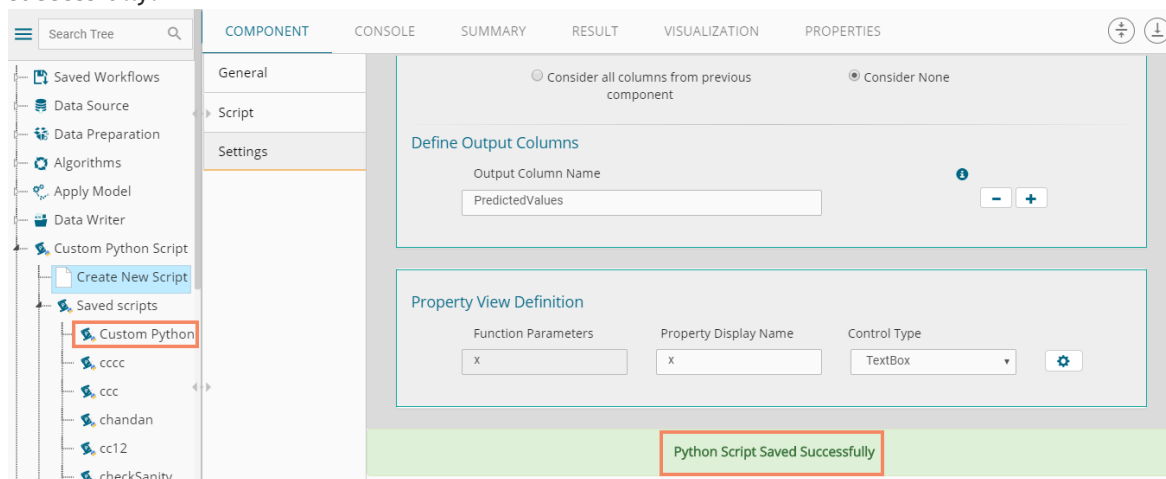 Search Tree
COMPONENT CONSOLE SUMMARY RESULT VISUALIZATION PROPERTIES
Saved Workflows
Data Source
Data Preparation
Algorithms
Apply Model
Data Writer
Custom Python Script
Create New Script
Saved scripts
Custom Python
cccc
ccc
chandan
cc12
checkSanity
General
Script
Settings
Consider all columns from previous
component
Consider None
Define Output Columns
Output Column Name
PredictedValues
Property View Definition
Function Parameters Property Display Name Control Type
x x TextBox
Python Script Saved Successfully